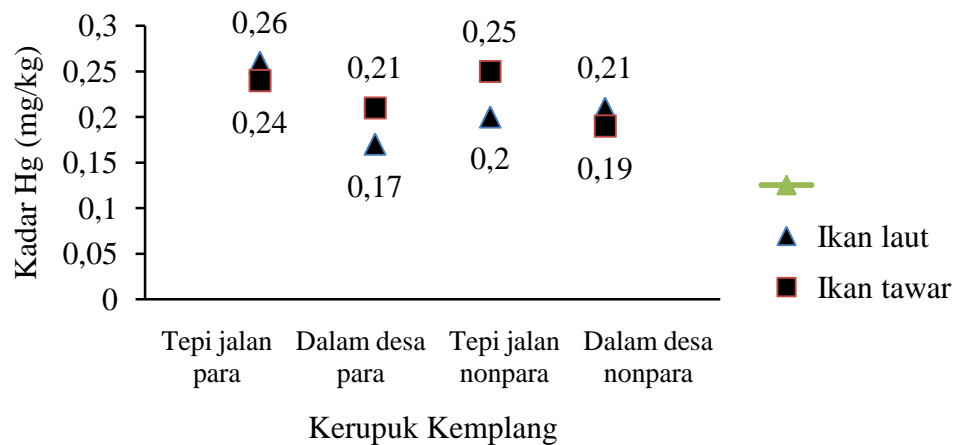 Kadar Hg (mg/kg)
0,3
0,25
0,2
0,15
0,1
0,05
0
0,26
0,24
0,21
0,17
0,25
0,2
0,21
0,19
Tepi jalan
para
Dalam desa
para
Tepi jalan
nonpara
Dalam desa
nonpara
Kerupuk Kemplang
Ikan laut
Ikan tawar